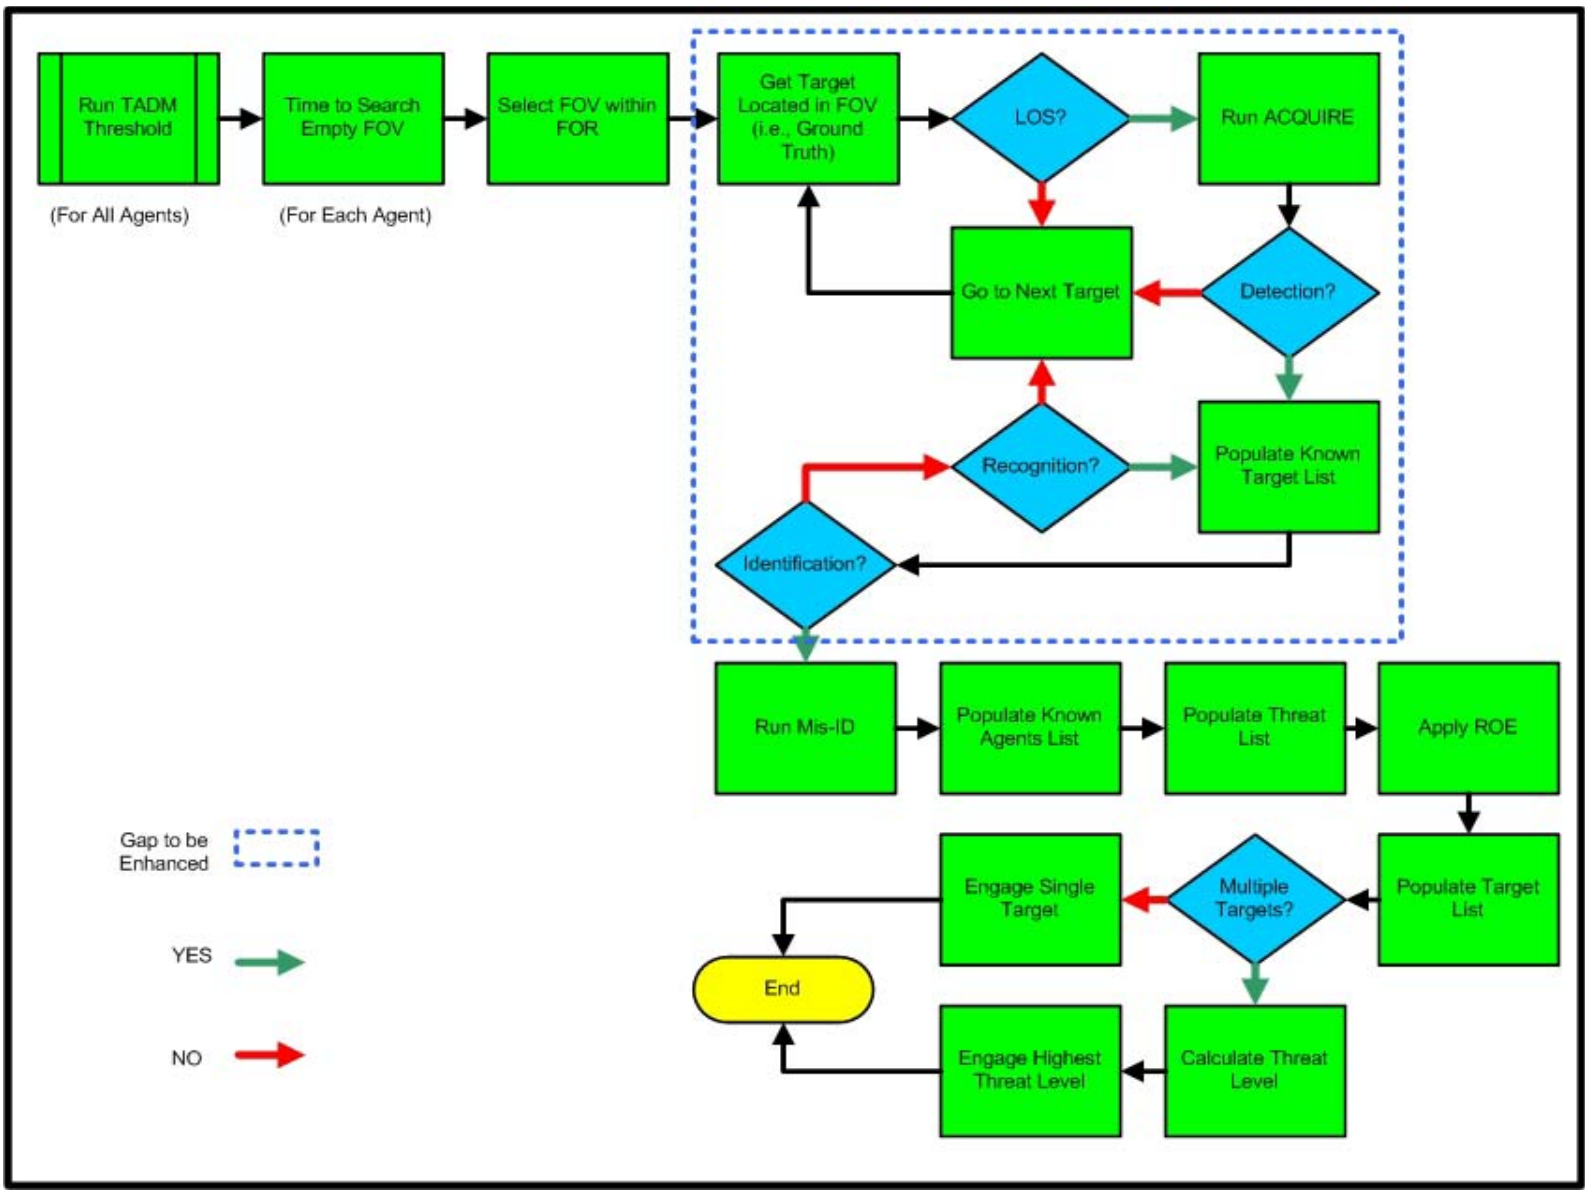 Run TADM
Threshold
Time to Search
Empty FOV
Select FOV within
FOR
Get Target
Located in FOV
(i.e., Ground
Truth)
LOS?
Run ACQUIRE
(For All Agents)
(For Each Agent)
Go to Next Target
Detection?
Recognition?
Populate Known
Target List
Identification?
Run Mis-ID
Populate Known
Agents List
Populate Threat
List
Apply ROE
Gap to be
Enhanced
Engage Single
Target
Multiple
Targets?
Populate Target
List
YES
End
NO
Engage Highest
Threat Level
Calculate Threat
Level